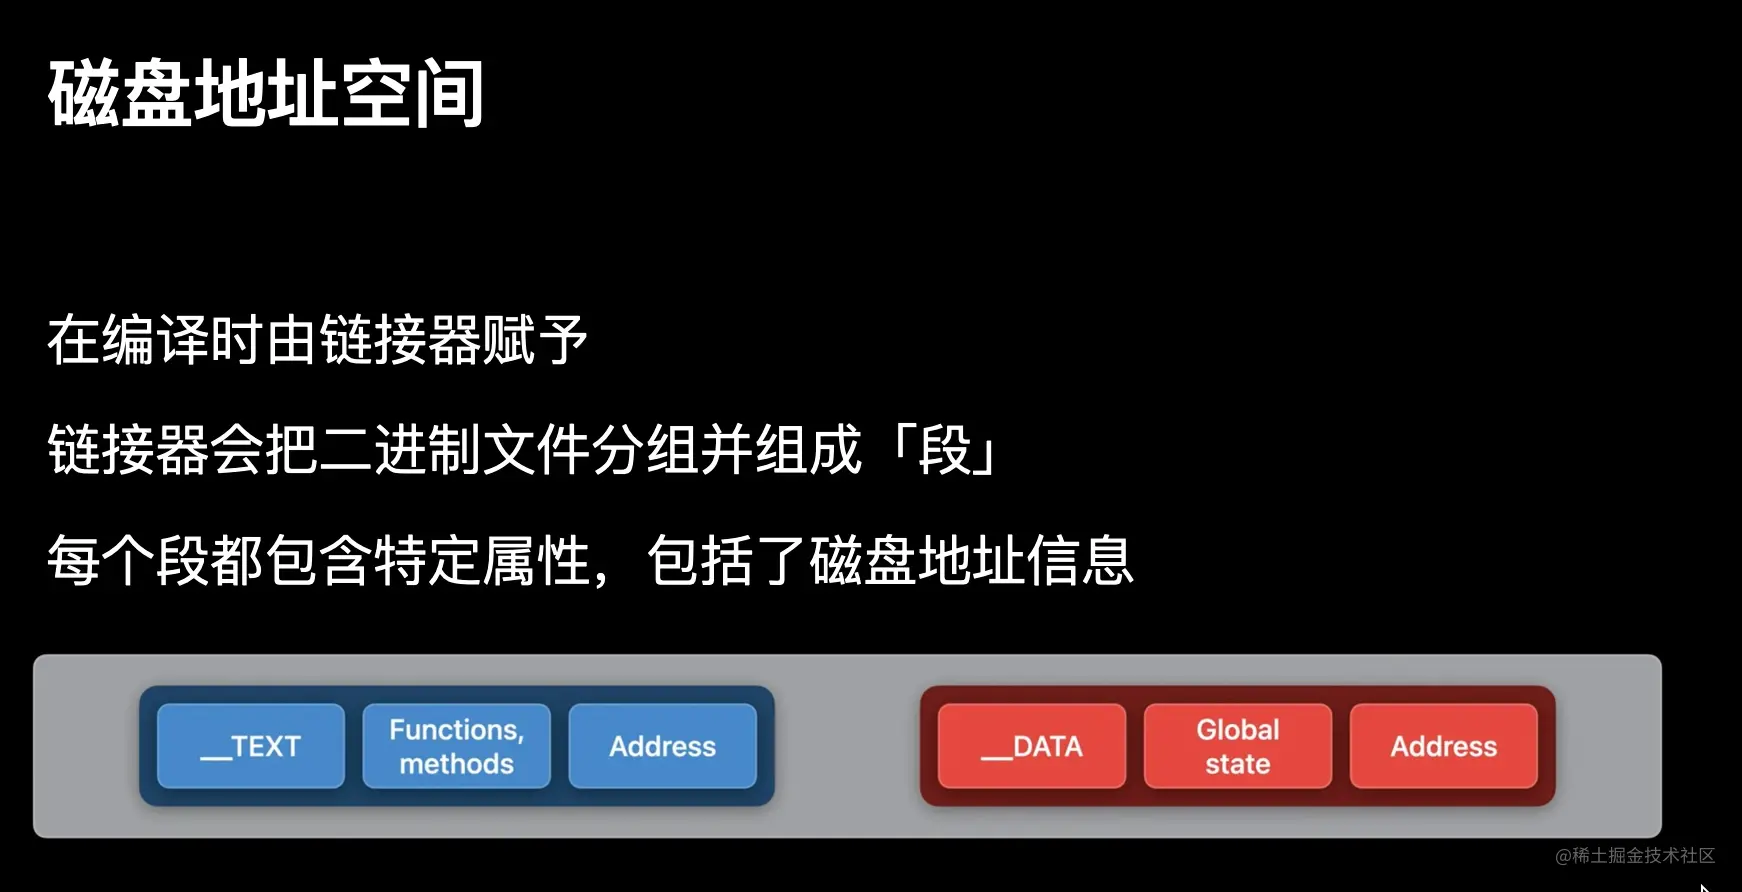 磁盘地址空间
在编译时由链接器赋予
链接器会把二进制文件分组并组成「段」
每个段都包含特定属性，包括了磁盘地址信息
__TEXT
Functions,
methods
Address
__DATA
Global
state
Address
@稀土掘金技术社区